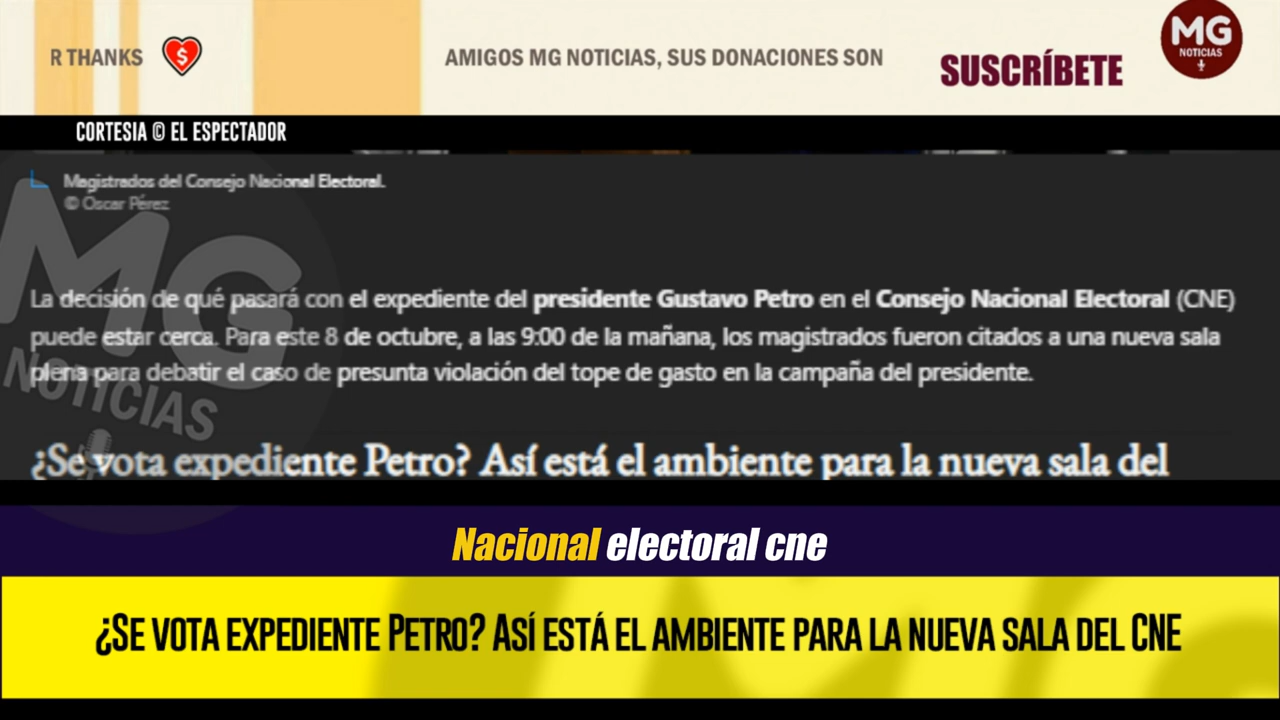 R THANKS
AMIGOS MG NOTICIAS, SUS DONACIONES SON
SUSCRÍBETE
MG
NOTICIAS
CORTESIA © EL ESPECTADOR
Magistrados del Consejo Nacional Electoral.
© Óscar Pérez
La decisión de qué pasará con el expediente del presidente Gustavo Petro en el Consejo Nacional Electoral (CNE)
puede estar cerca. Para este 8 de octubre, a las 9:00 de la mañana, los magistrados fueron citados a una nueva sala
plena para debatir el caso de presunta violación del tope de gasto en la campaña del presidente.
MG
NOTICIAS
¿Se vota expediente Petro? Así está el ambiente para la nueva sala del
Nacional electoral cne
¿SE VOTA EXPEDIENTE PETRO? ASÍ ESTÁ EL AMBIENTE PARA LA NUEVA SALA DEL CNE